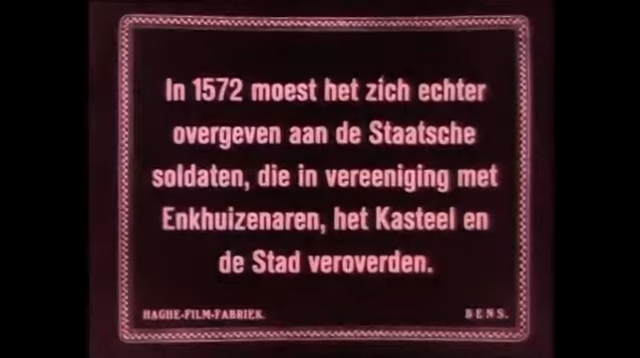 In 1572 moest het zich echter
overgeven aan de Staatsche
soldaten, die in vereeniging met
Enkhuizenaren, het Kasteel en
de Stad veroverden.
HAGHE-FILM-FABRIEK. BENS.